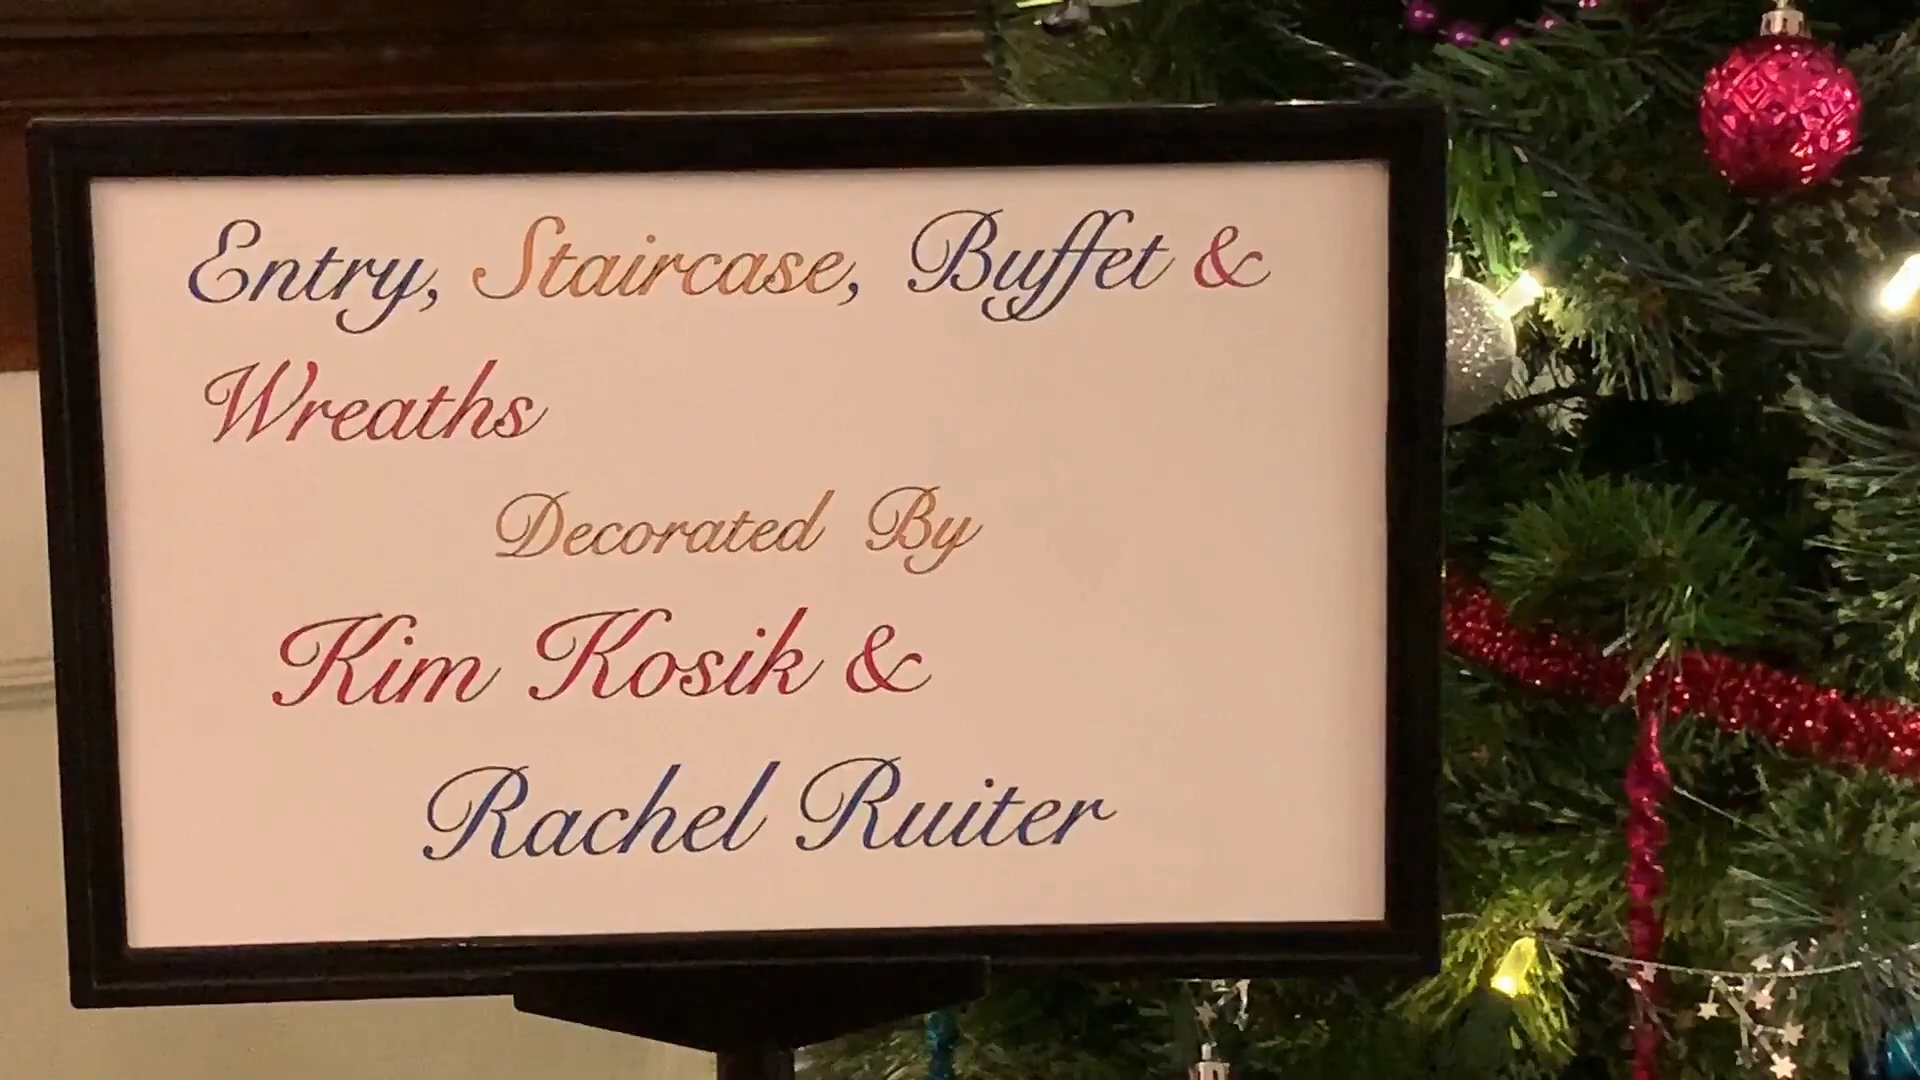 Entry, Staircase, Buffet &
Wreaths
Decorated By
Kim Kosik &
Rachel Ruiter